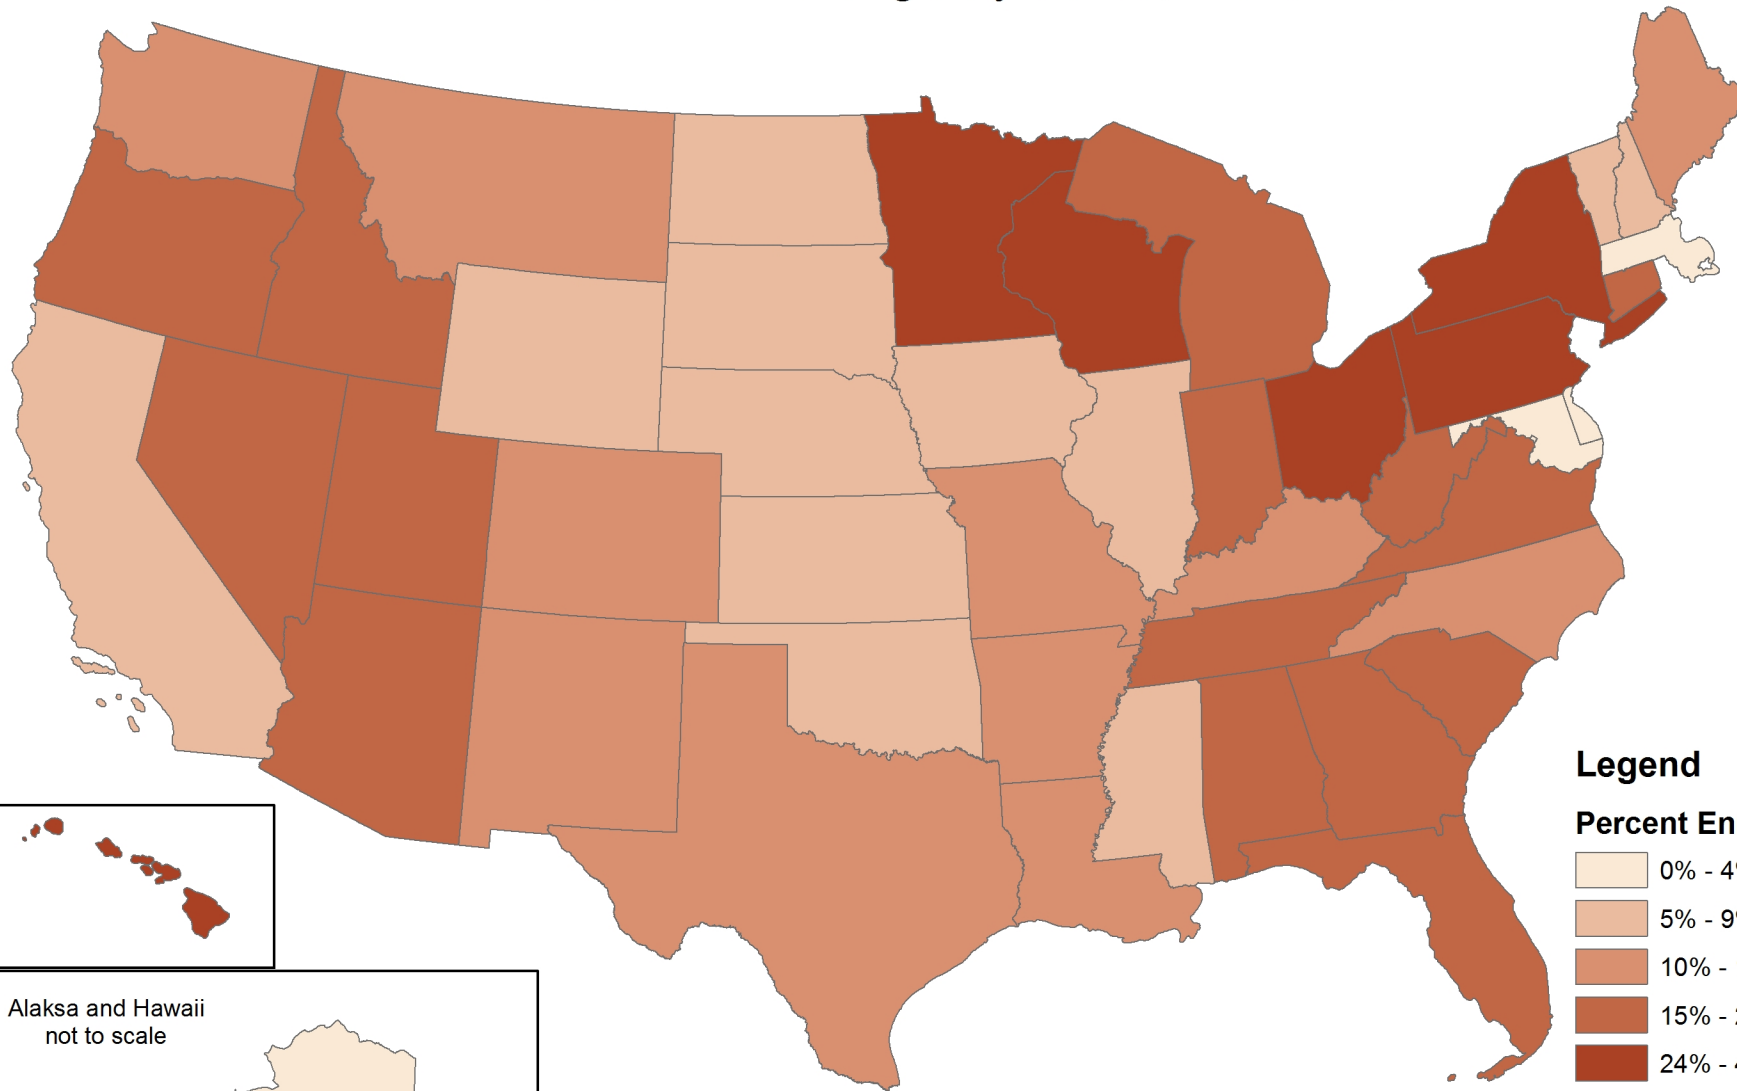 Legend
Percent En
0% - 4
5% - 9
10% -
15% -
24% -
Alaksa and Hawaii
not to scale